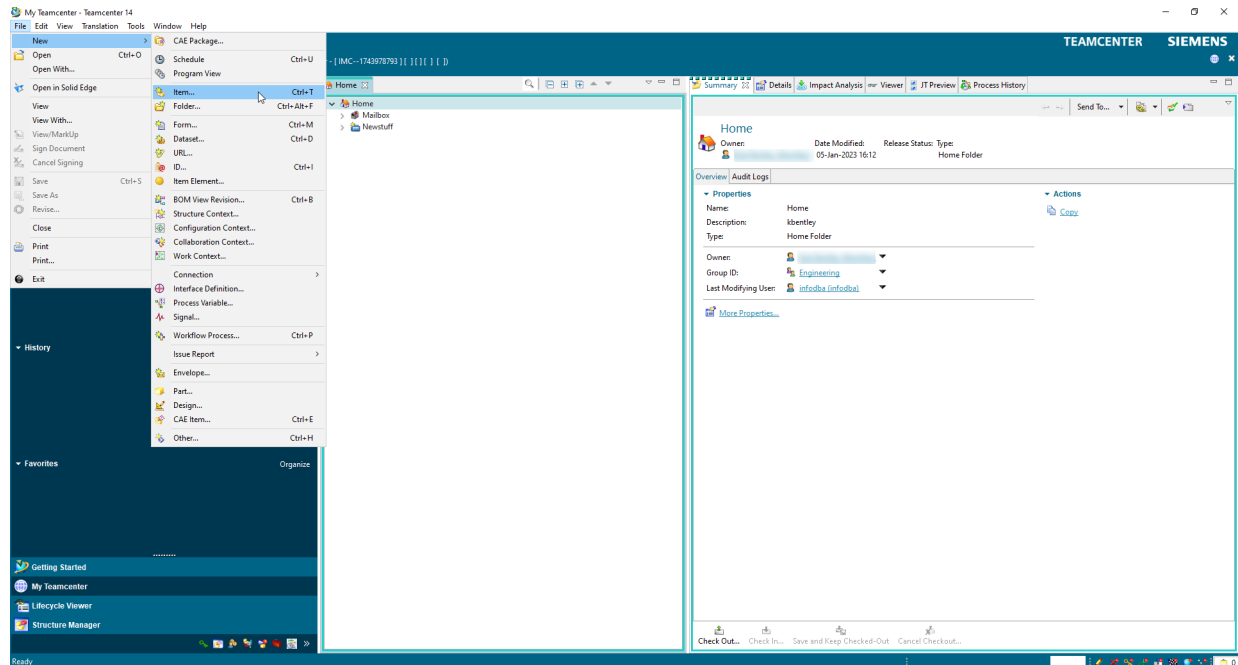 My Teamcenter - Teamcenter 14
File Edit View Translation Tools Window Help
TEAMCENTER SIEMENS
- [ IMC--1743978793 ] [ ] [ ] [ ] [ ])
New
Open Ctrl+O
Open With...
Open in Solid Edge
View
View With...
View/MarkUp
Sign Document
Cancel Signing
Save Ctrl+S
Save As
Revise...
Close
Print
Print...
Exit
CAE Package...
Schedule Ctrl+U
Program View
Item... Ctrl+T
Folder... Ctrl+Alt+F
Form... Ctrl+M
Dataset... Ctrl+D
URL...
ID... Ctrl+I
Item Element...
BOM View Revision... Ctrl+B
Structure Context...
Configuration Context...
Collaboration Context...
Work Context...
Connection
Interface Definition...
Process Variable...
Signal...
Workflow Process... Ctrl+P
Issue Report
Envelope...
Part...
Design...
CAE Item... Ctrl+E
Other... Ctrl+H
History
Favorites Organize
Getting Started
My Teamcenter
Lifecycle Viewer
Structure Manager
Ready
Home
Home
Mailbox
Newstuff
Summary Details Impact Analysis Viewer JT Preview Process History
Send To...
Home
Owner: Date Modified: Release Status: Type:
05-Jan-2023 16:12 Home Folder
Overview Audit Logs
Properties
Name: Home
Description: kbentley
Type: Home Folder
Owner:
Group ID: Engineering
Last Modifying User: infodba (infodba)
More Properties...
Actions
Copy
Check Out... Check In... Save and Keep Checked-Out Cancel Checkout...
0